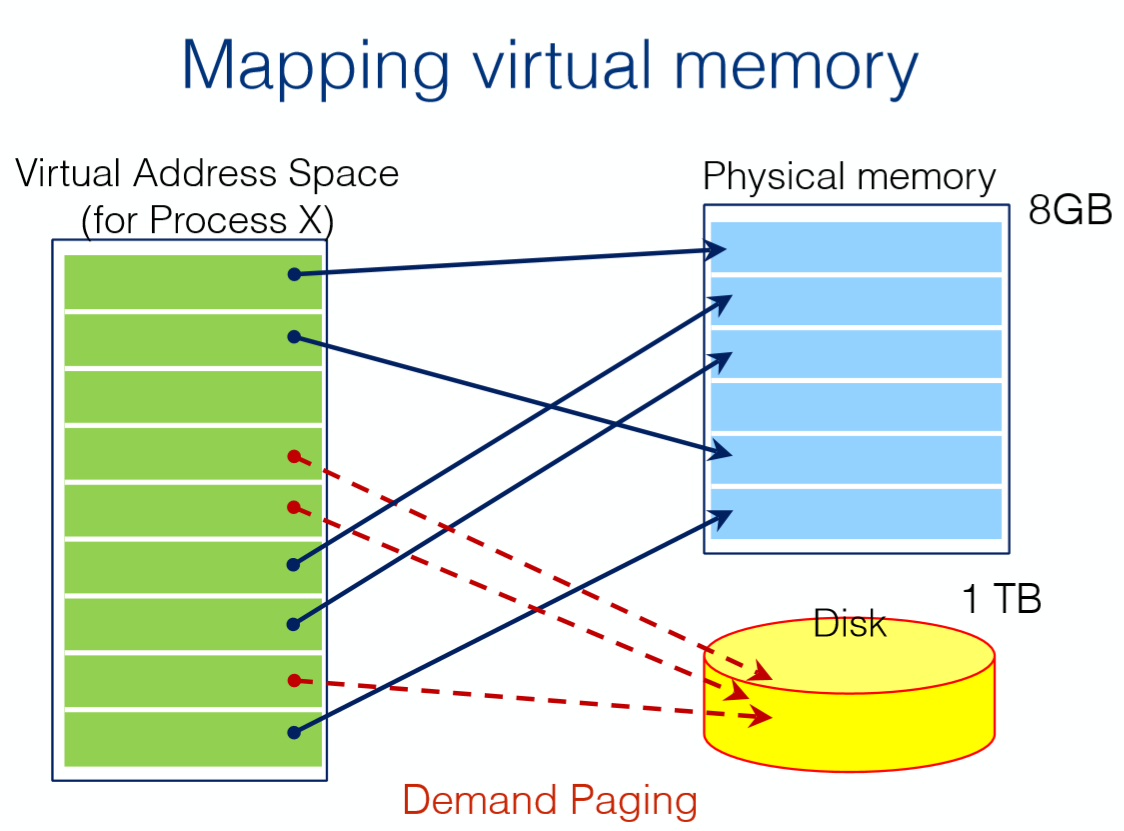 Mapping virtual memory
Virtual Address Space
(for Process X)
Physical memory
8GB
1 TB
Disk
Demand Paging